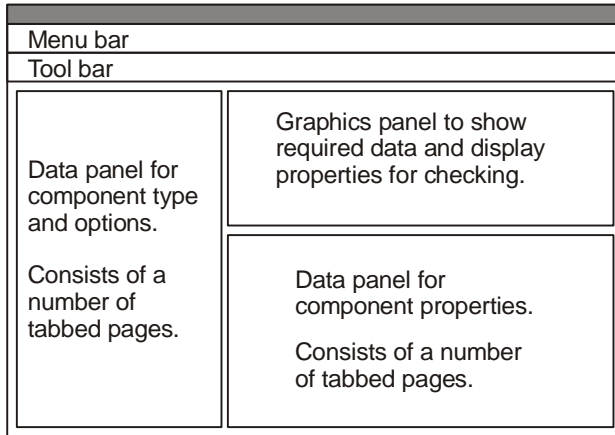 Menu bar
Tool bar
Data panel for
component type
and options.
Consists of a
number of
tabbed pages.
Graphics panel to show
required data and display
properties for checking.
Data panel for
component properties.
Consists of a number
of tabbed pages.